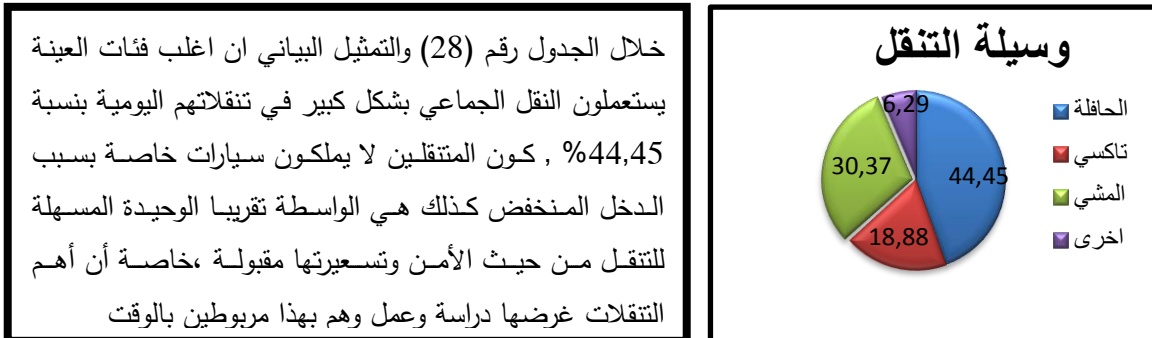 خلال الجدول رقم (28) والتمثيل البياني ان اغلب فئات العينة
يستعملون النقل الجماعي بشكل كبير في تنقلاتهم اليومية بنسبة
44,45% , كون المتنقلين لا يملكون سيارات خاصة بسبب
الدخل المنخفض كذلك هي الواسطة تقريبا الوحيدة المسهلة
للتنقل من حيث الأمن وتسعيرتها مقبولة ،خاصة أن أهم
التنقلات غرضها دراسة وعمل وهم بهذا مربوطين بالوقت
وسيلة التنقل
6,29
44,45
30,37
18,88
الحافلة
تاكسي
المشي
اخرى